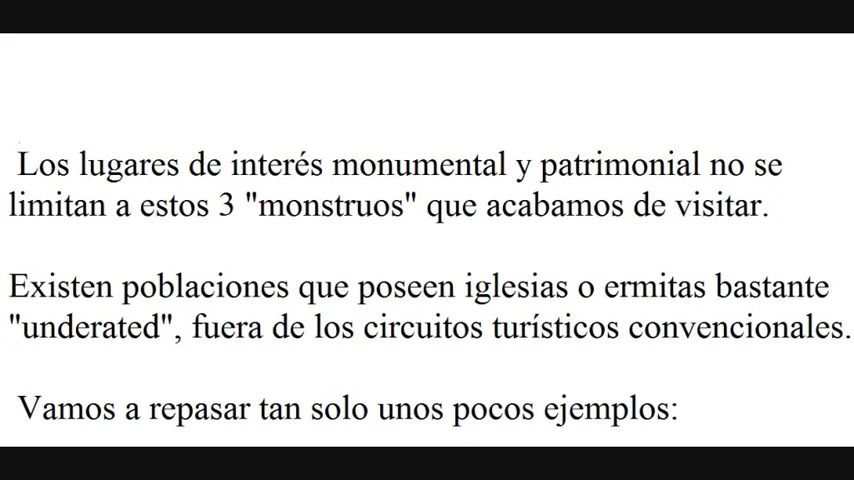 Los lugares de interés monumental y patrimonial no se
limitan a estos 3 "monstruos" que acabamos de visitar.
Existen poblaciones que poseen iglesias o ermitas bastante
"underated", fuera de los circuitos turísticos convencionales.
Vamos a repasar tan solo unos pocos ejemplos: